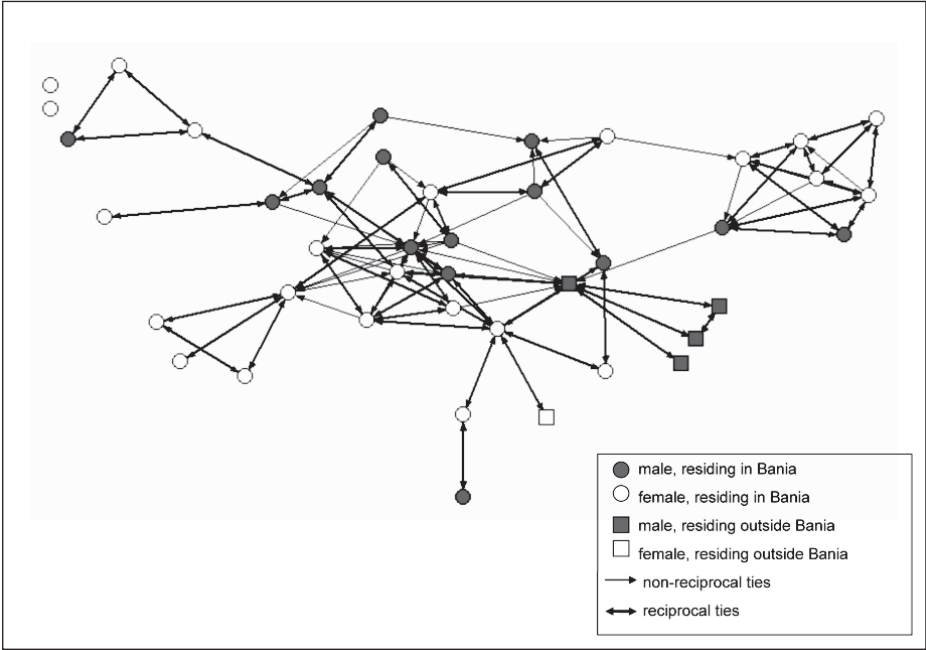 male, residing in Bania
female, residing in Bania
male, residing outside Bania
female, residing outside Bania
non-reciprocal ties
reciprocal ties